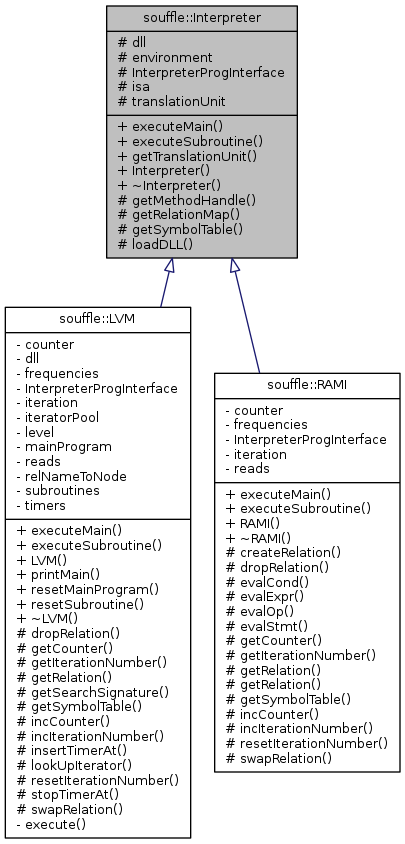 souffle::Interpreter
# dll
# environment
# InterpreterProgInterface
# isa
# translationUnit
+ executeMain()
+ executeSubroutine()
+ getTranslationUnit()
+ Interpreter()
+ ~Interpreter()
# getMethodHandle()
# getRelationMap()
# getSymbolTable()
# loadDLL()
souffle::LVM
- counter
- dll
- frequencies
- InterpreterProgInterface
- iteration
- iteratorPool
- level
- mainProgram
- reads
- relNameToNode
- subroutines
- timers
+ executeMain()
+ executeSubroutine()
+ LVM()
+ printMain()
+ resetMainProgram()
+ resetSubroutine()
+ ~LVM()
# dropRelation()
# getCounter()
# getIterationNumber()
# getRelation()
# getSearchSignature()
# getSymbolTable()
# incCounter()
# incIterationNumber()
# insertTimerAt()
# lookUpIterator()
# resetIterationNumber()
# stopTimerAt()
# swapRelation()
- execute()
souffle::RAMI
- counter
- frequencies
- InterpreterProgInterface
- iteration
- reads
+ executeMain()
+ executeSubroutine()
+ RAMI()
+ ~RAMI()
# createRelation()
# dropRelation()
# evalCond()
# evalExpr()
# evalOp()
# evalStmt()
# getCounter()
# getIterationNumber()
# getRelation()
# getRelation()
# getSymbolTable()
# incCounter()
# incIterationNumber()
# resetIterationNumber()
# swapRelation()